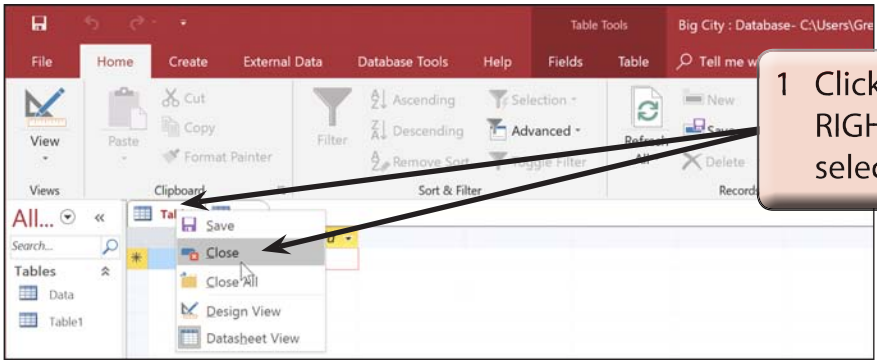 Table Tools
Big City : Database- C:\Users\Gre
File Home Create External Data Database Tools Help Fields Table Tell me w
View
Paste
Cut
Copy
Format Painter
Filter
Ascending
Descending
Remove Sort
Selection
Advanced
Toggle Filter
Refresh
All
New
Save
Delete
Views Clipboard Sort & Filter Records
1 Click
RIGH
selec
All...
Search...
Tables
Data
Table1
Save
Close
Close All
Design View
Datasheet View